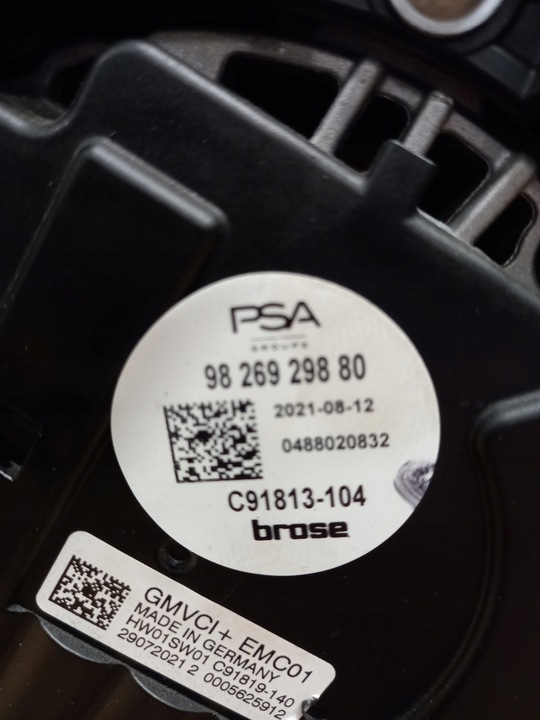 PSA
GROUPE
98 269 298 80
2021-08-12
0488020832
C91813-104
brose
GMVCI+ EMC01
MADE IN GERMANY
HW01SW01 C91819-140
29072021 2 0005625912